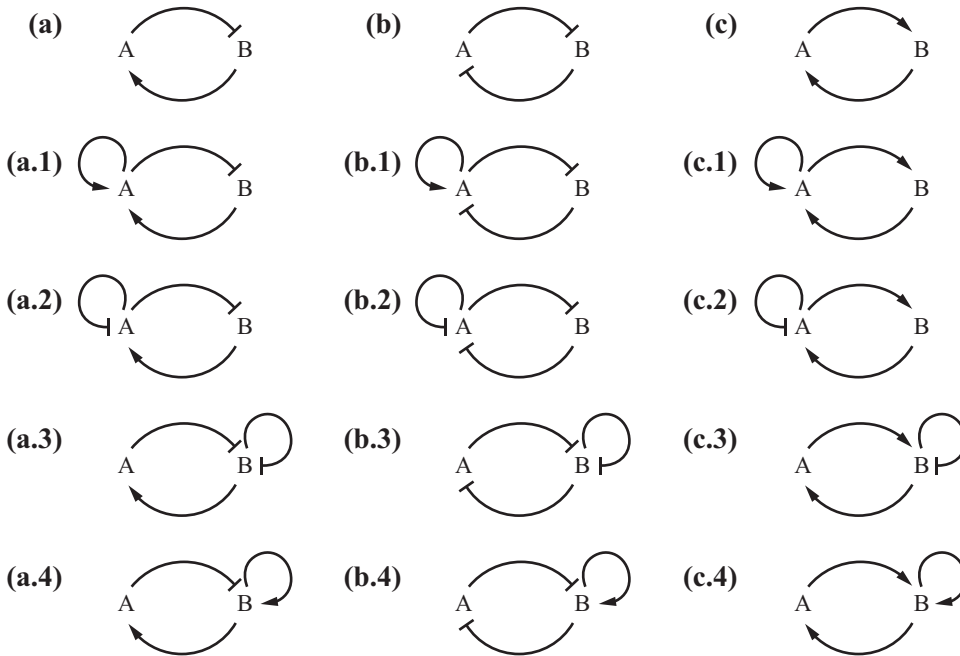 (a) A B (b) A B (c) A B
(a.1) A B (b.1) A B (c.1) A B
(a.2) A B (b.2) A B (c.2) A B
(a.3) A B (b.3) A B (c.3) A B
(a.4) A B (b.4) A B (c.4) A B